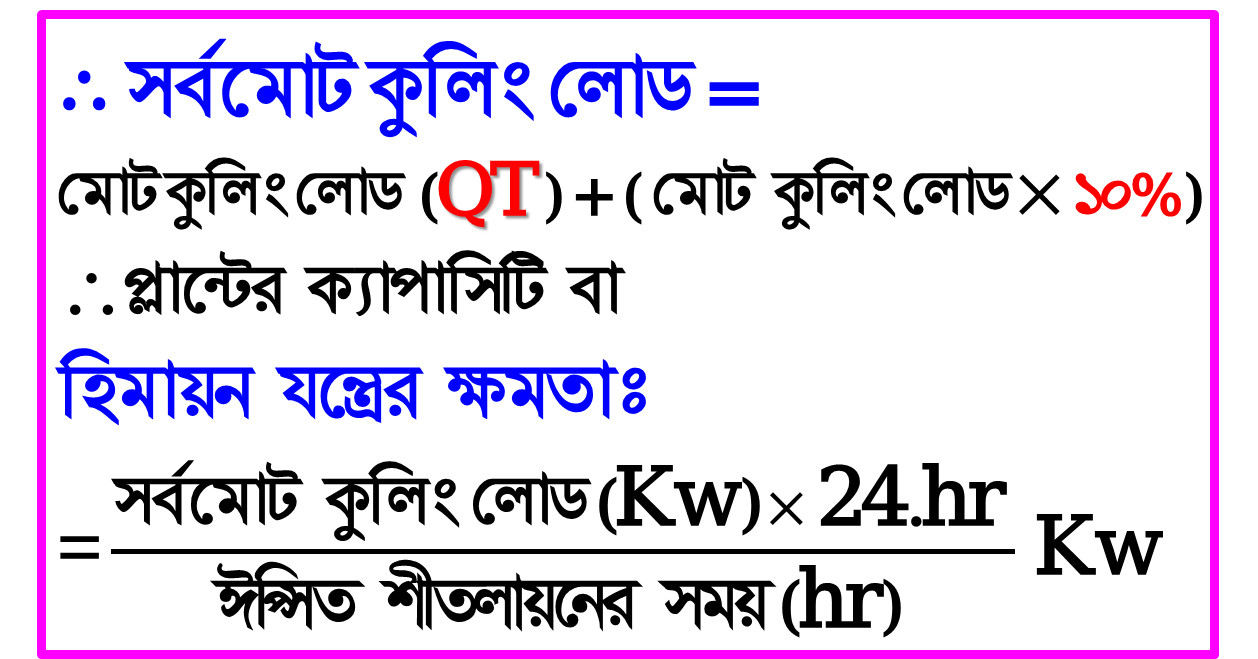 ∴ সর্বমোট কুলিং লোড =
মোট কুলিং লোড (QT) + ( মোট কুলিং লোড × ১০% )
∴ প্লান্টের ক্যাপাসিটি বা
হিমায়ন যন্ত্রের ক্ষমতাঃ
= সর্বমোট কুলিং লোড (Kw) × 24.hr
ঈপ্সিত শীতলায়নের সময় (hr)
Kw